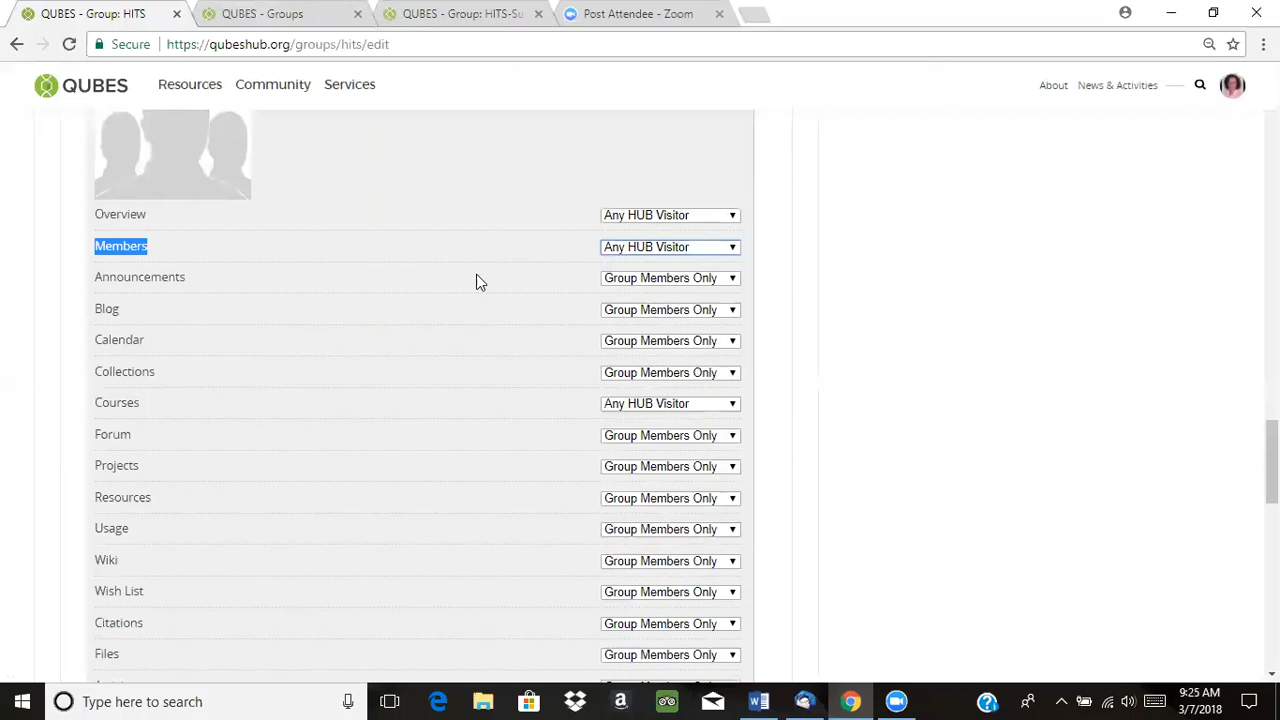 QUBES - Group: HITS
QUBES - Groups
QUBES - Group: HITS-Su
Post Attendee - Zoom
Secure
https://qubeshub.org/groups/hits/edit
QUBES
Resources
Community
Services
About
News & Activities
Overview
Any HUB Visitor
Members
Any HUB Visitor
Announcements
Group Members Only
Blog
Group Members Only
Calendar
Group Members Only
Collections
Group Members Only
Courses
Any HUB Visitor
Forum
Group Members Only
Projects
Group Members Only
Resources
Group Members Only
Usage
Group Members Only
Wiki
Group Members Only
Wish List
Group Members Only
Citations
Group Members Only
Files
Group Members Only
Type here to search
9:25 AM
3/7/2018